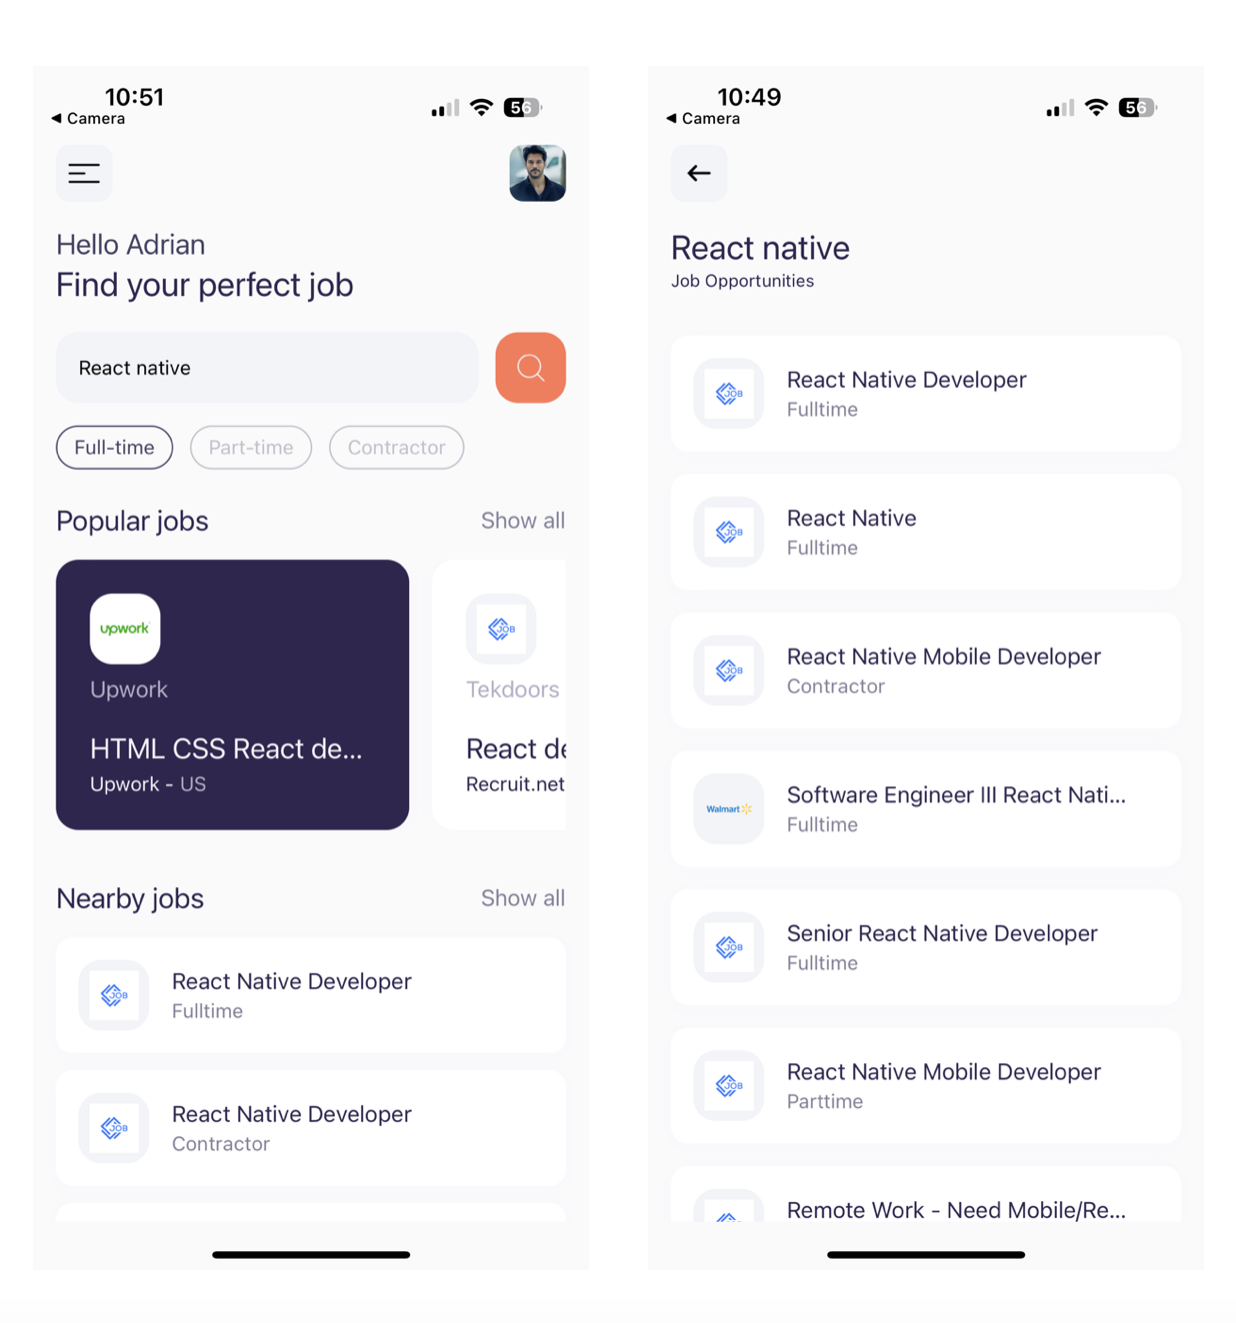 10:51
◀ Camera
56
Hello Adrian
Find your perfect job
React native
Full-time
Part-time
Contractor
Popular jobs
Show all
upwork
Upwork
HTML CSS React de...
Upwork - US
JOB
Tekdoors
React de
Recruit.net
Nearby jobs
Show all
JOB
React Native Developer
Fulltime
JOB
React Native Developer
Contractor
10:49
◀ Camera
56
React native
Job Opportunities
JOB
React Native Developer
Fulltime
JOB
React Native
Fulltime
JOB
React Native Mobile Developer
Contractor
Walmart
Software Engineer III React Nati...
Fulltime
JOB
Senior React Native Developer
Fulltime
JOB
React Native Mobile Developer
Parttime
Remote Work - Need Mobile/Re...